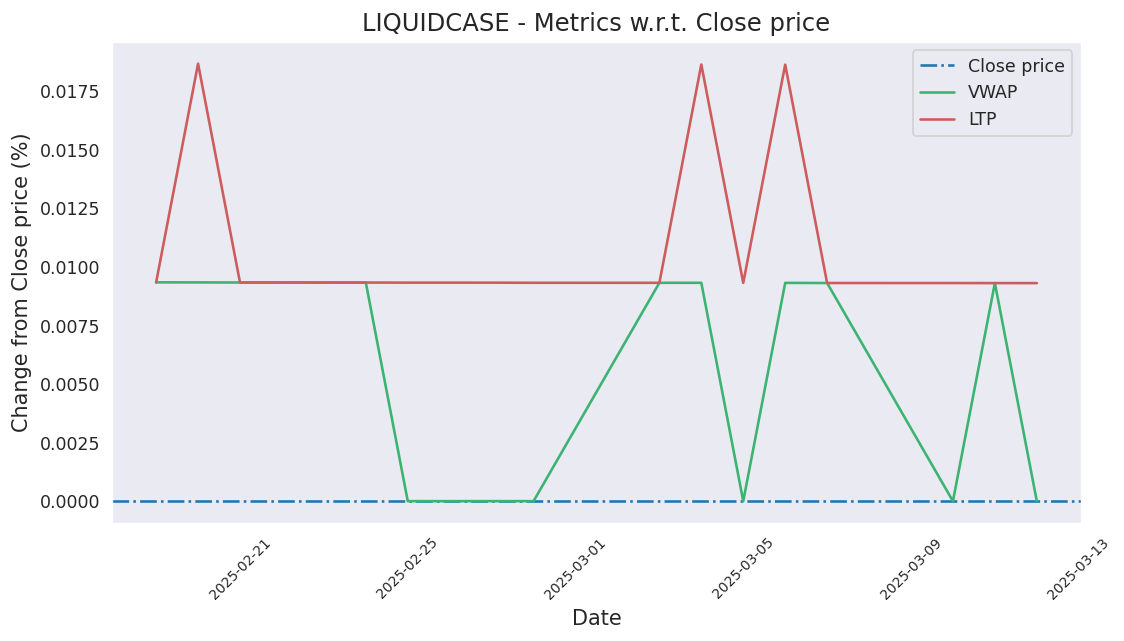 LIQUIDCASE - Metrics w.r.t. Close price
Close price
VWAP
LTP
Change from Close price (%)
0.0175
0.0150
0.0125
0.0100
0.0075
0.0050
0.0025
0.0000
2025-02-21
2025-02-25
2025-03-01
2025-03-05
2025-03-09
2025-03-13
Date